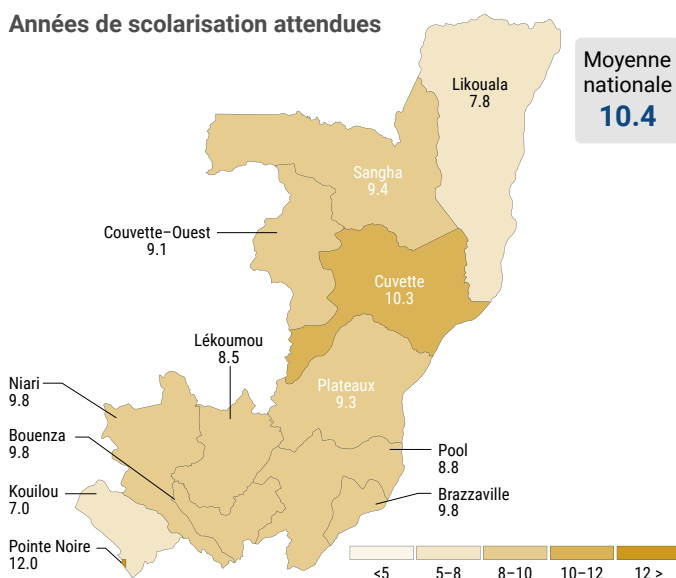 Années de scolarisation attendues
Moyenne
nationale
10.4
Likouala
7.8
Sangha
9.4
Couvette–Ouest
9.1
Cuvette
10.3
Lékoumou
8.5
Plateaux
9.3
Niari
9.8
Bouenza
9.8
Pool
8.8
Kouilou
7.0
Brazzaville
9.8
Pointe Noire
12.0
<5 5–8 8–10 10–12 12 >